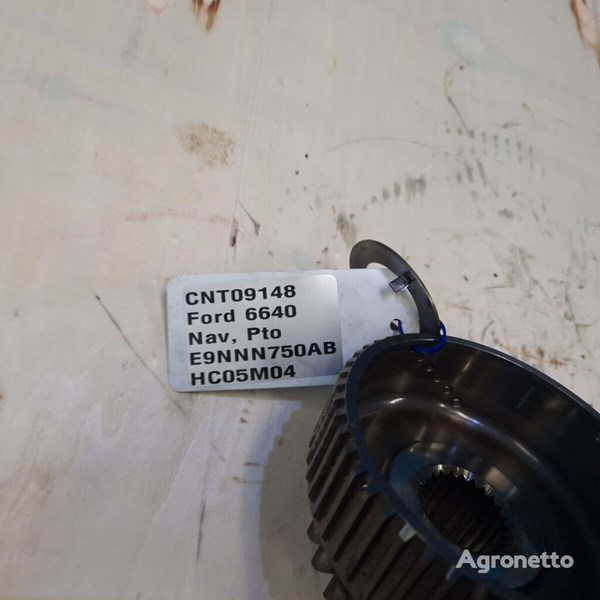 CNT09148
Ford 6640
Nav, Pto
E9NNN750AB
HC05M04
Agronetto